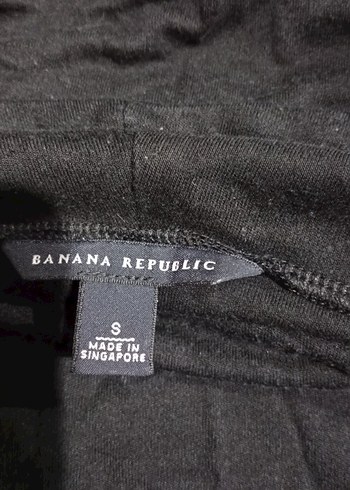 BANANA REPUBLIC
S
MADE IN
SINGAPORE